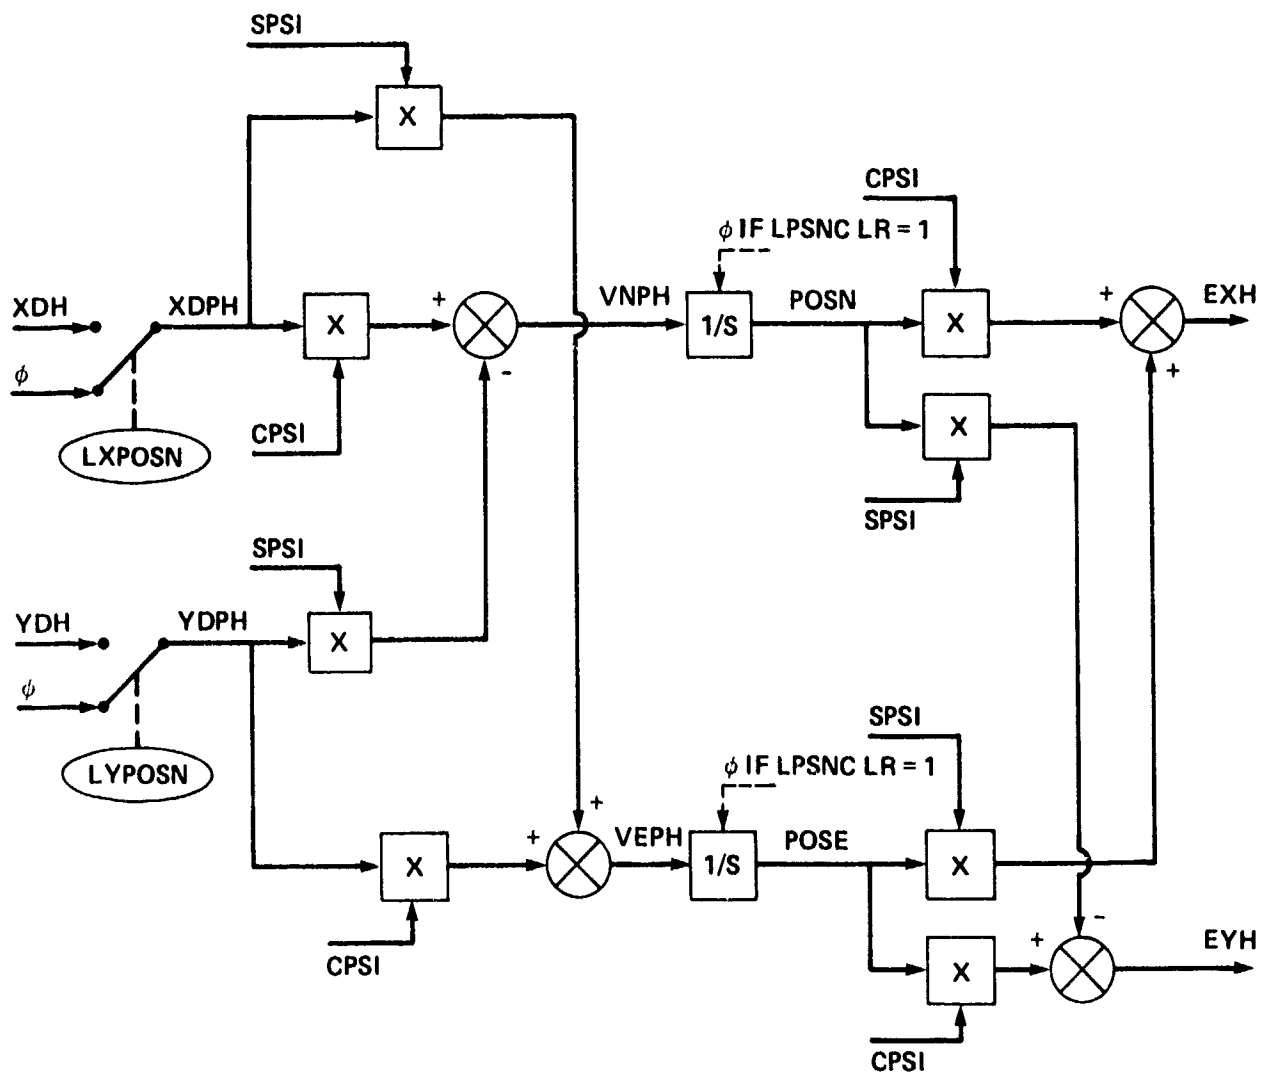 SPSI
X
CPSI
ϕ IF LPSNC LR = 1
XDH
XDPH
X
+
VNPH
1/S
POSN
X
+
EXH
ϕ
-
+
LXPOSN
CPSI
X
SPSI
SPSI
YDH
YDPH
X
ϕ
SPSI
LYPOSN
ϕ IF LPSNC LR = 1
+
+
VEPH
POSE
X
1/S
X
CPSI
-
+
EYH
X
CPSI